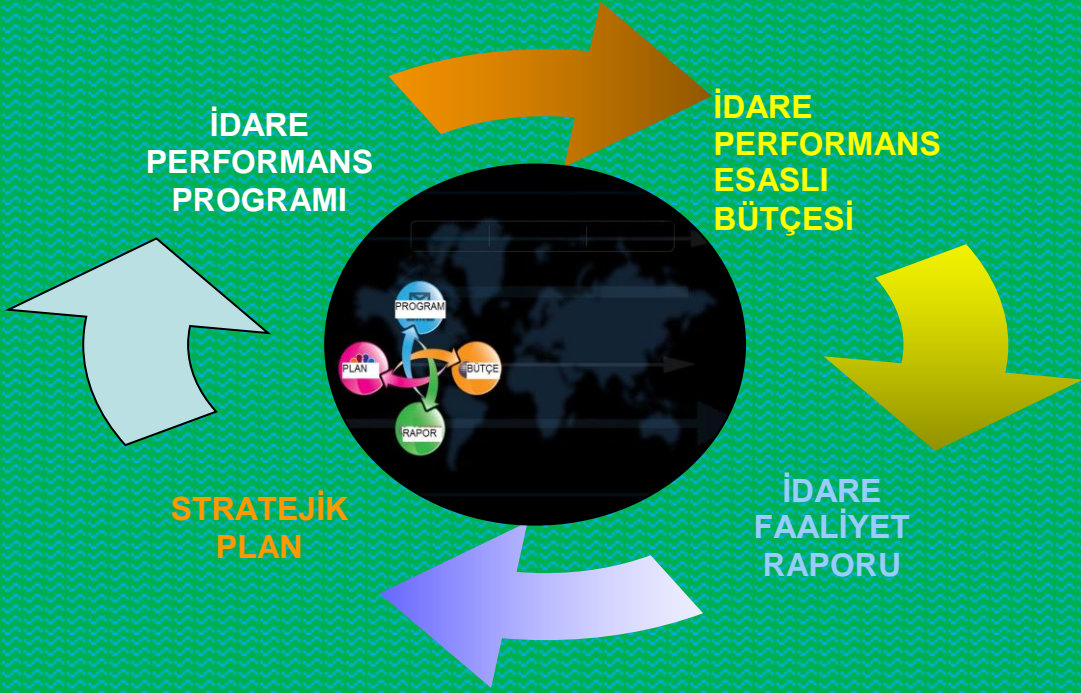 İDARE
PERFORMANS
PROGRAMI
İDARE
PERFORMANS
ESASLI
BÜTÇESİ
PROGRAM
PLAN
BÜTÇE
RAPOR
STRATEJİK
PLAN
İDARE
FAALİYET
RAPORU